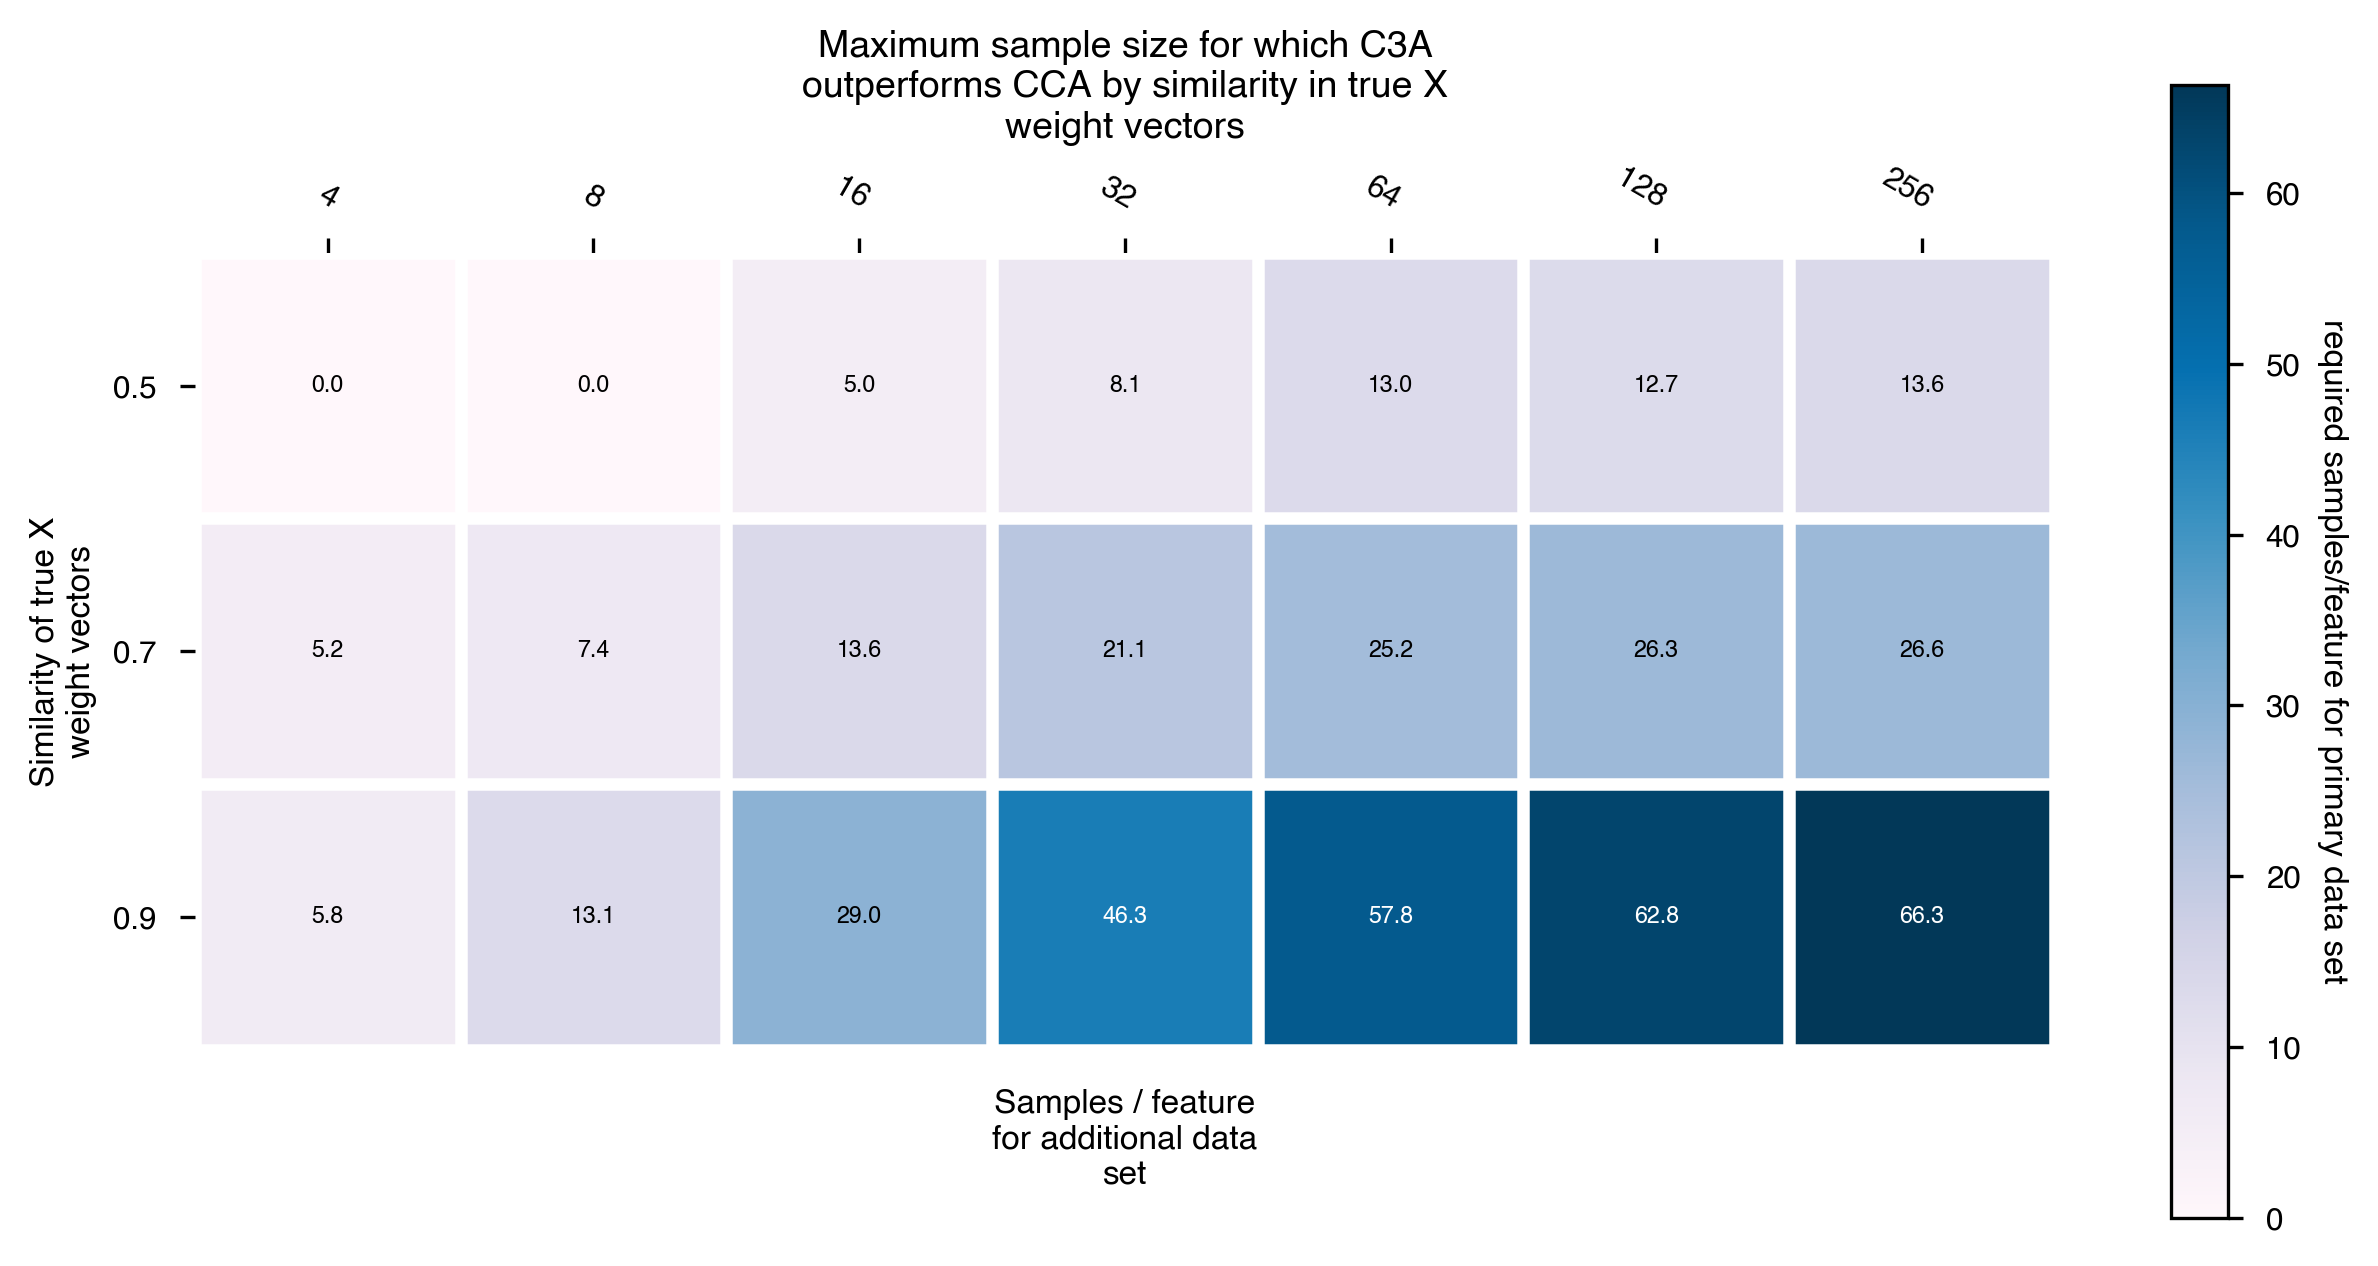 Maximum sample size for which C3A
outperforms CCA by similarity in true X
weight vectors
4 8 16 32 64 128 256
0.5 0.0 0.0 5.0 8.1 13.0 12.7 13.6
0.7 5.2 7.4 13.6 21.1 25.2 26.3 26.6
0.9 5.8 13.1 29.0 46.3 57.8 62.8 66.3
Similarity of true X
weight vectors
Samples / feature
for additional data
set
60
50
40
30
20
10
0
required samples/feature for primary data set